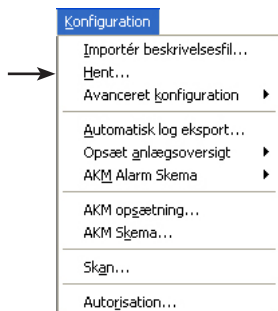 Konfiguration
Importér beskrivelsesfil...
Hent...
Avanceret konfiguration
Automatisk log eksport...
Opsæt anlægsoversigt
AKM Alarm Skema
AKM opsætning...
AKM Skema...
Skan...
Autorisation...